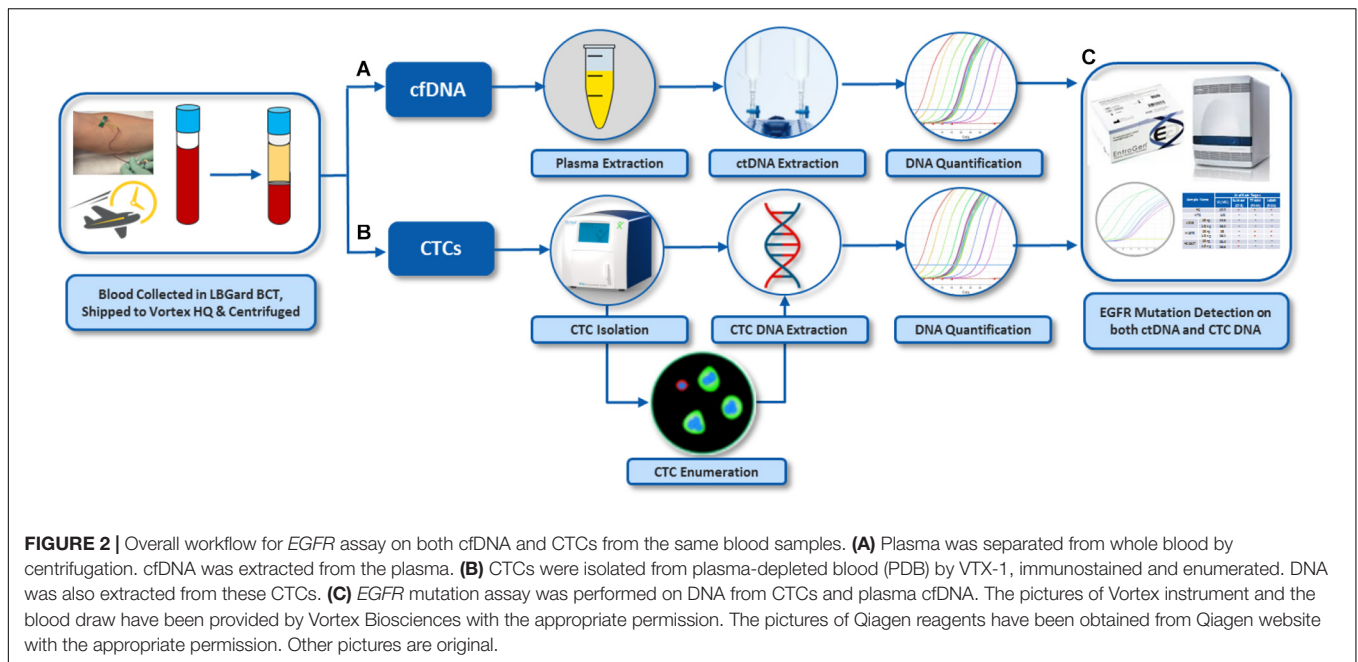 A
cfDNA
Plasma Extraction
ctDNA Extraction
DNA Quantification
C
EntroGen
Blood Collected in LBGard BCT,
Shipped to Vortex HQ & Centrifuged
B
CTCs
CTC Isolation
CTC DNA Extraction
DNA Quantification
EGFR Mutation Detection on
both ctDNA and CTC DNA
CTC Enumeration
FIGURE 2 | Overall workflow for EGFR assay on both cfDNA and CTCs from the same blood samples. (A) Plasma was separated from whole blood by
centrifugation. cfDNA was extracted from the plasma. (B) CTCs were isolated from plasma-depleted blood (PDB) by VTX-1, immunostained and enumerated. DNA
was also extracted from these CTCs. (C) EGFR mutation assay was performed on DNA from CTCs and plasma cfDNA. The pictures of Vortex instrument and the
blood draw have been provided by Vortex Biosciences with the appropriate permission. The pictures of Qiagen reagents have been obtained from Qiagen website
with the appropriate permission. Other pictures are original.